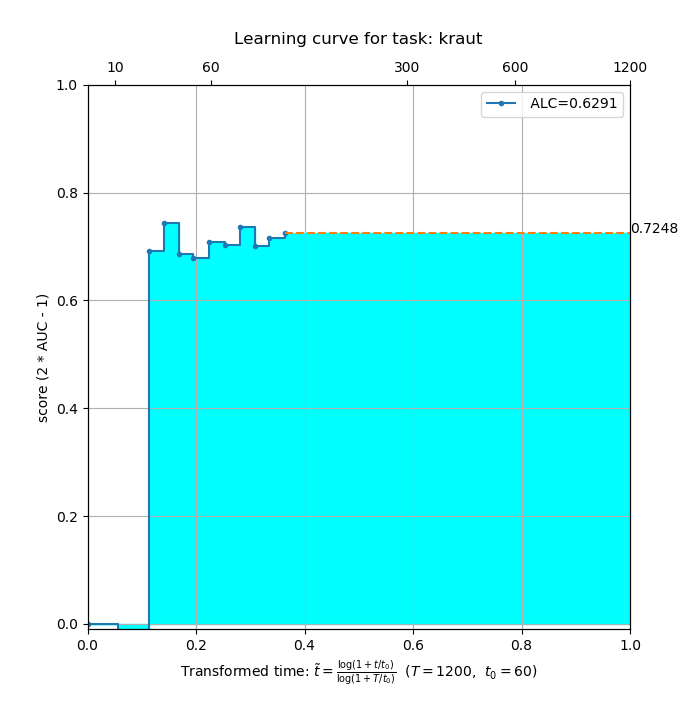 Learning curve for task: kraut
10 60 300 600 1200
1.0
ALC=0.6291
0.8
0.7248
0.6
score (2 * AUC - 1)
0.4
0.2
0.0
0.0 0.2 0.4 0.6 0.8 1.0
Transformed time: t̃ = log(1 + t/t₀) / log(1 + T/t₀) (T = 1200, t₀ = 60)